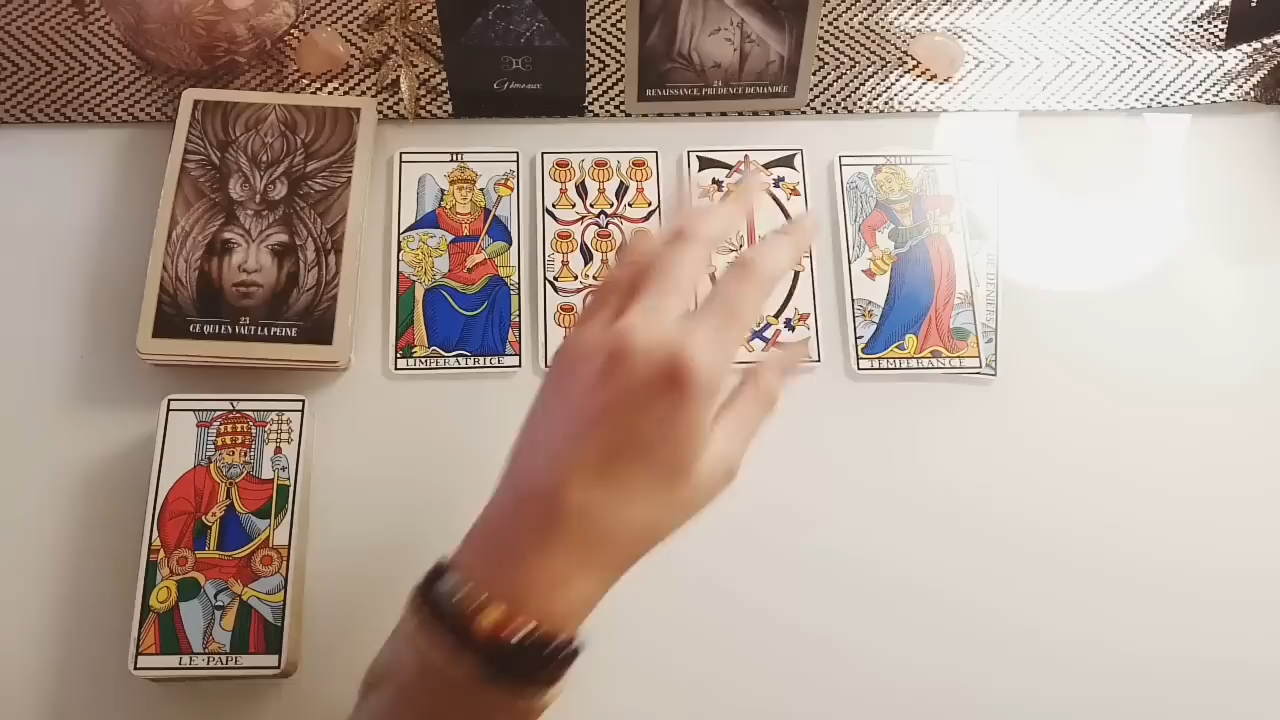 Gémeaux
24
RENAISSANCE, PRUDENCE DEMANDÉE
23
CE QUI EN VAUT LA PEINE
III
L'IMPERATRICE
VIIII
XIIII
TEMPERANCE
DE DENIERS
V
LE·PAPE